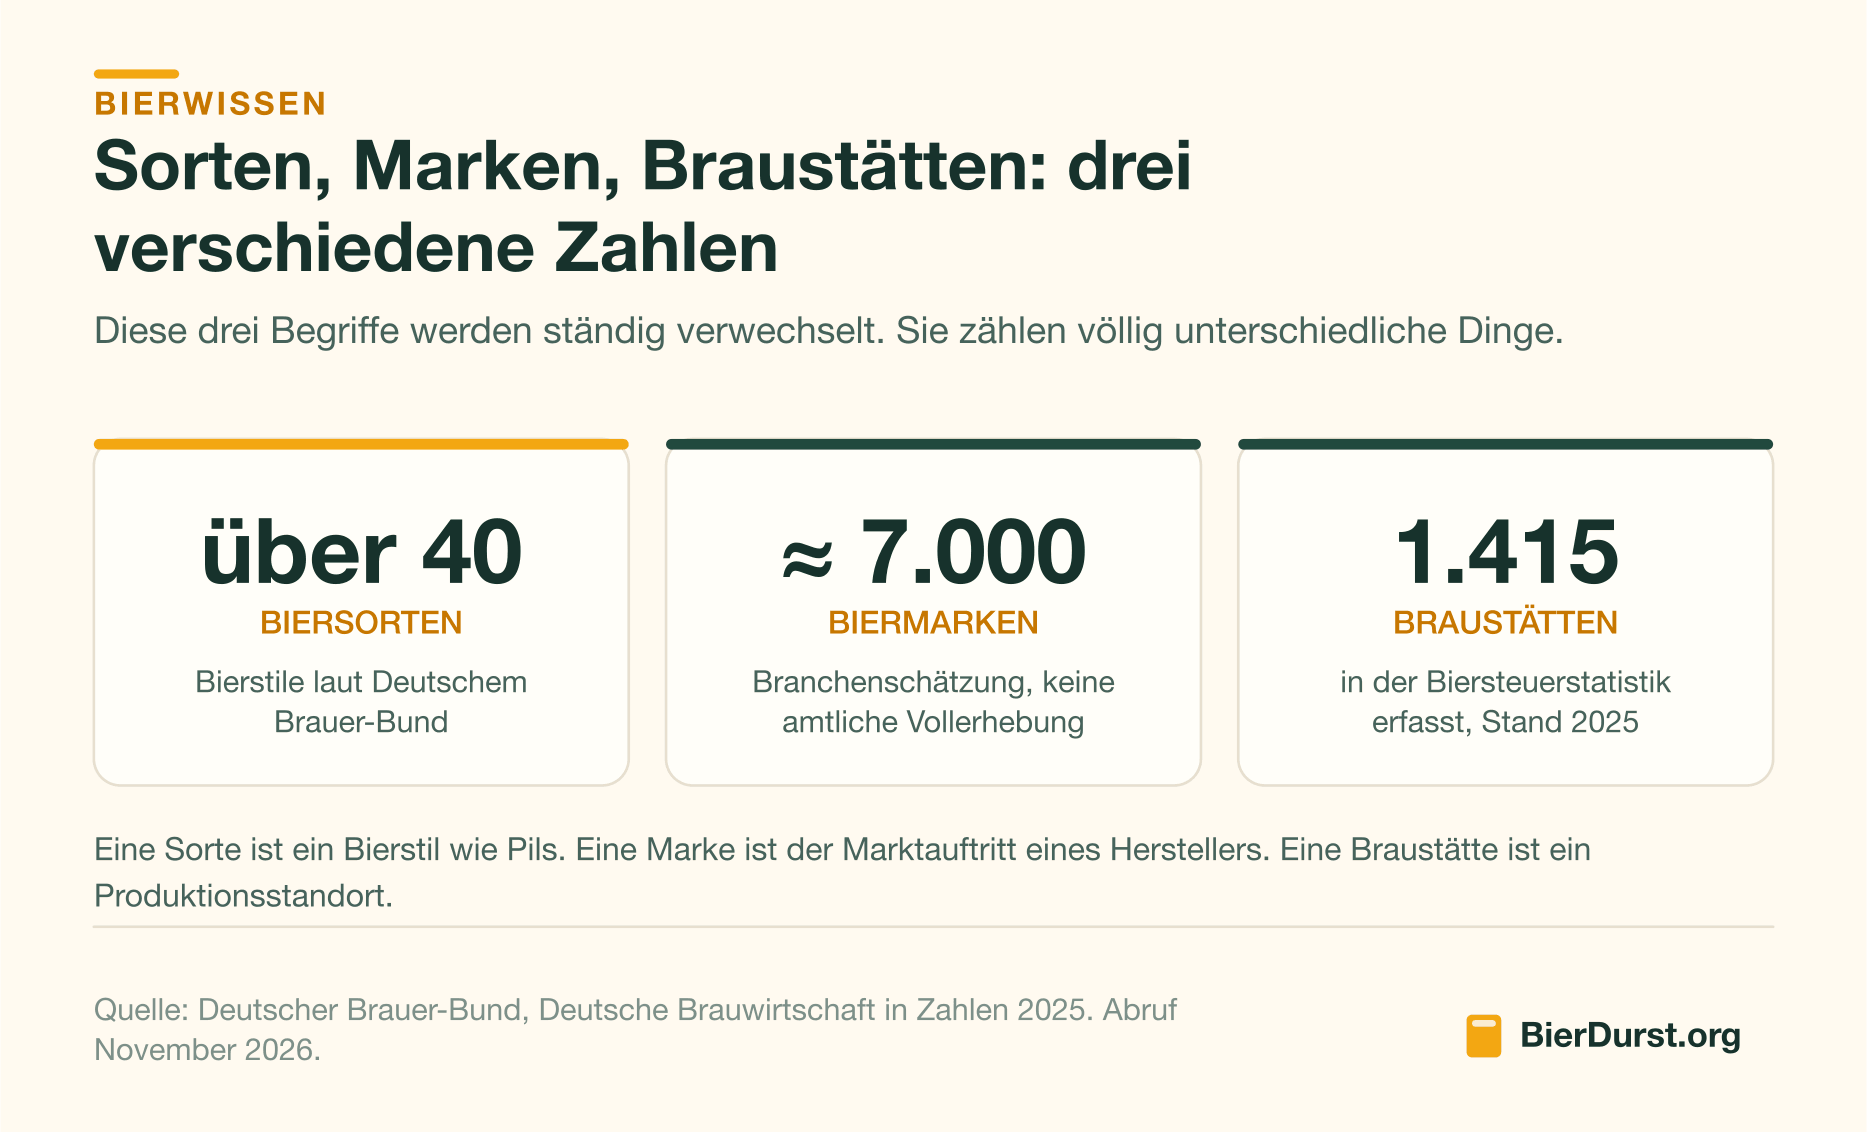 BIERWISSEN
Sorten, Marken, Braustätten: drei
verschiedene Zahlen
Diese drei Begriffe werden ständig verwechselt. Sie zählen völlig unterschiedliche Dinge.
über 40
BIERSORTEN
Bierstile laut Deutschem
Brauer-Bund
≈ 7.000
BIERMARKEN
Branchenschätzung, keine
amtliche Vollerhebung
1.415
BRAUSTÄTTEN
in der Biersteuerstatistik
erfasst, Stand 2025
Eine Sorte ist ein Bierstil wie Pils. Eine Marke ist der Marktauftritt eines Herstellers. Eine Braustätte ist ein
Produktionsstandort.
Quelle: Deutscher Brauer-Bund, Deutsche Brauwirtschaft in Zahlen 2025. Abruf
November 2026.
BierDurst.org